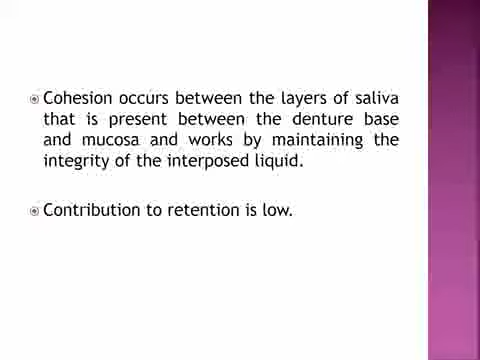 Cohesion occurs between the layers of saliva
that is present between the denture base
and mucosa and works by maintaining the
integrity of the interposed liquid.
Contribution to retention is low.